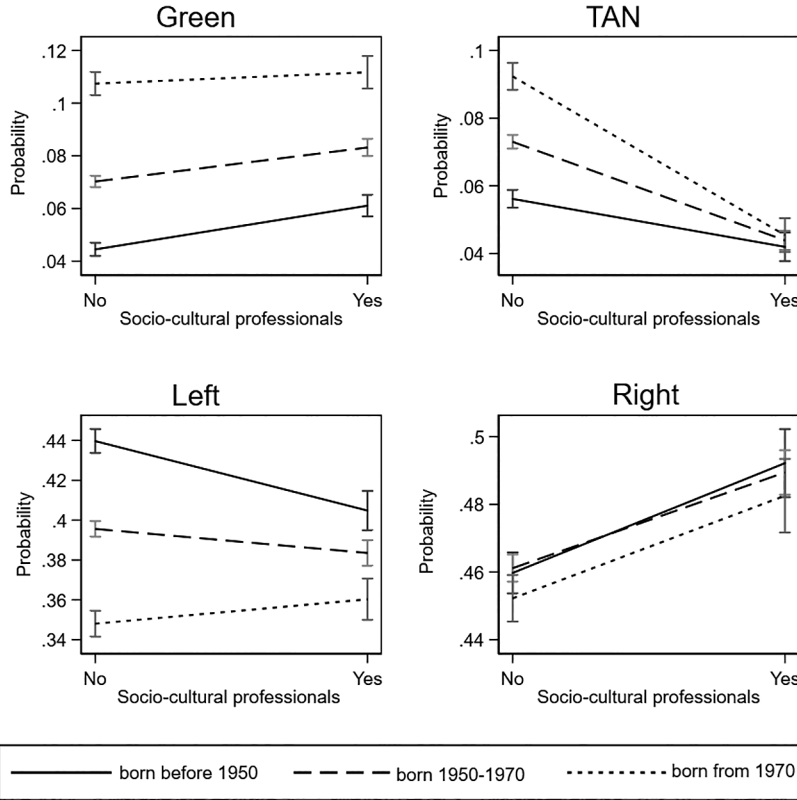 Green
TAN
.12
.1
.08
.06
.04
Probability
No
Yes
Socio-cultural professionals
.1
.08
.06
.04
Probability
No
Yes
Socio-cultural professionals
Left
Right
.44
.42
.4
.38
.36
.34
Probability
No
Yes
Socio-cultural professionals
.5
.48
.46
.44
Probability
No
Yes
Socio-cultural professionals
born before 1950
born 1950-1970
born from 1970